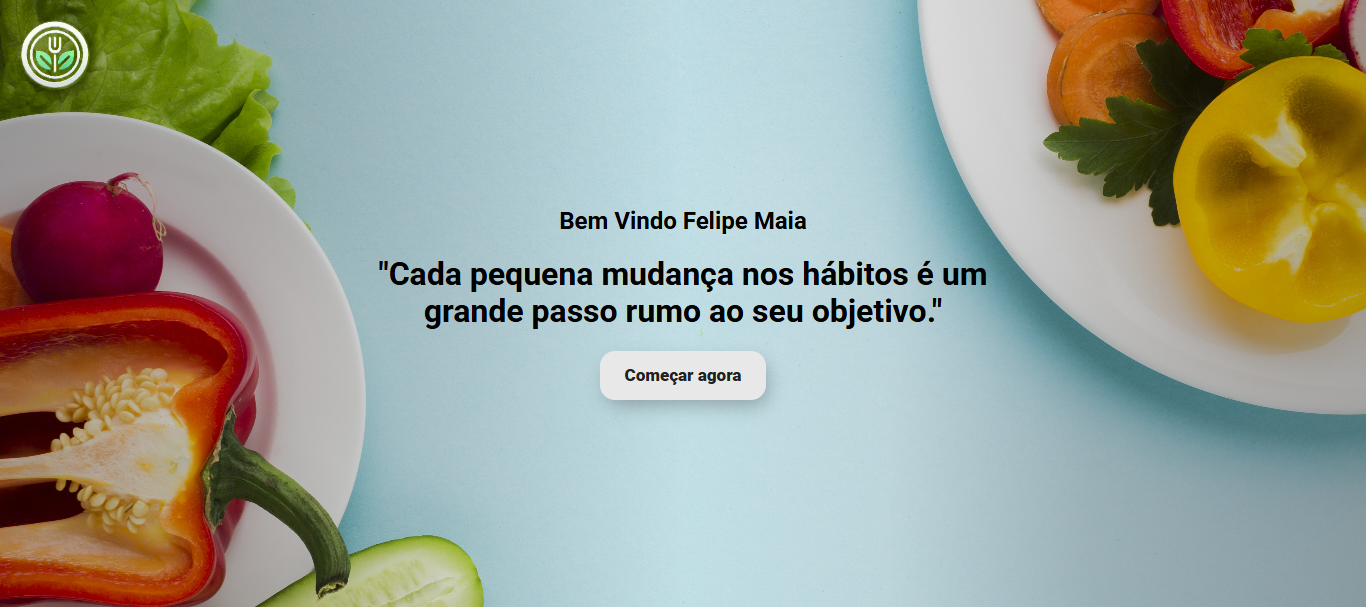 Bem Vindo Felipe Maia
"Cada pequena mudança nos hábitos é um
grande passo rumo ao seu objetivo."
Começar agora